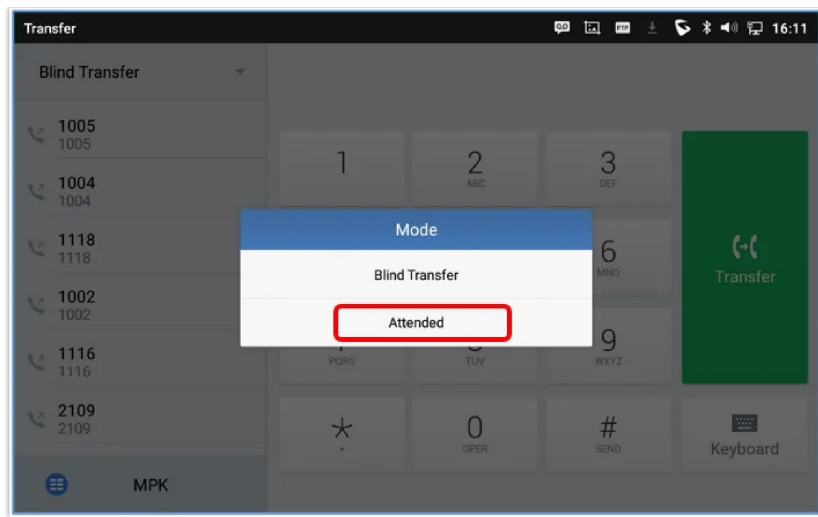 Transfer
FTP
16:11
Blind Transfer
1005
1005
1004
1004
1118
1118
1002
1002
1116
1116
2109
2109
MPK
1
2
ABC
3
DEF
6
MNO
PQRS
TUV
9
WXYZ
*
0
OPER
#
SEND
Transfer
Keyboard
Mode
Blind Transfer
Attended